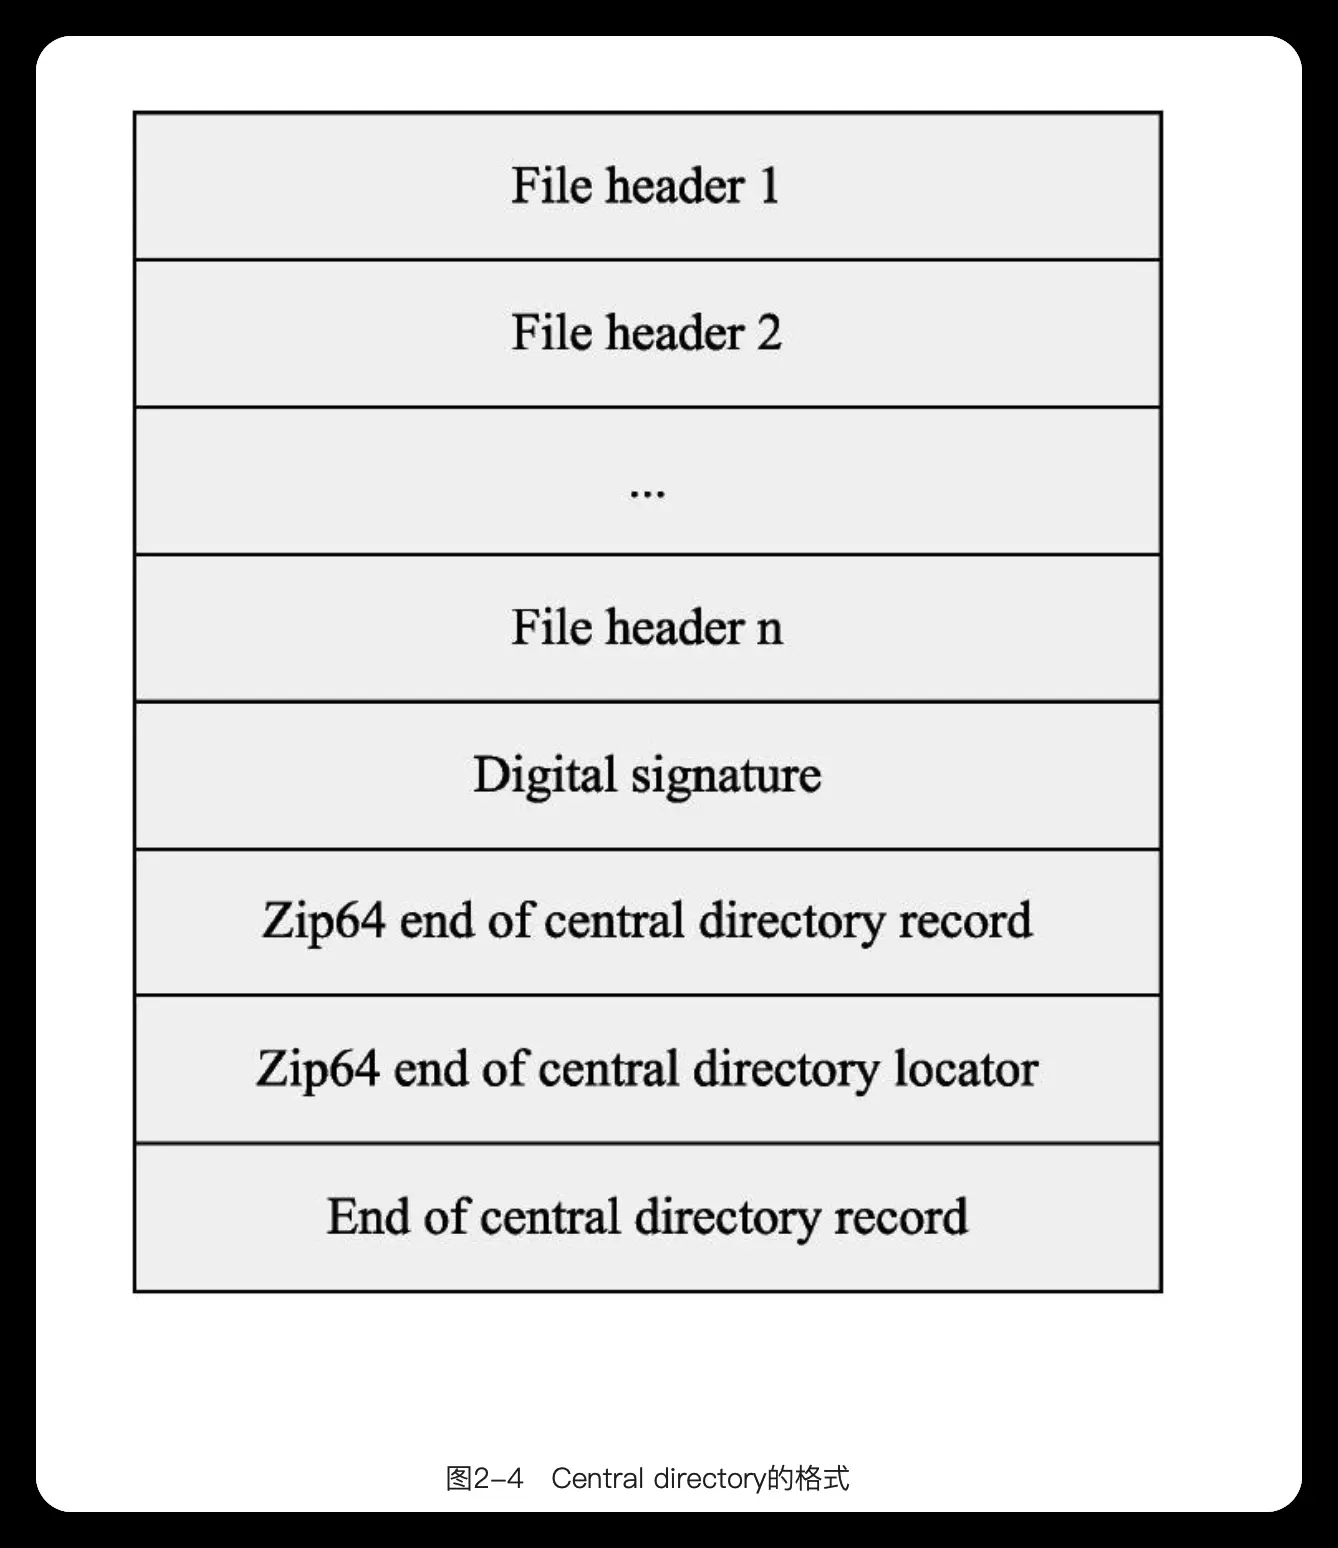 File header 1
File header 2
...
File header n
Digital signature
Zip64 end of central directory record
Zip64 end of central directory locator
End of central directory record
图2-4 Central directory的格式